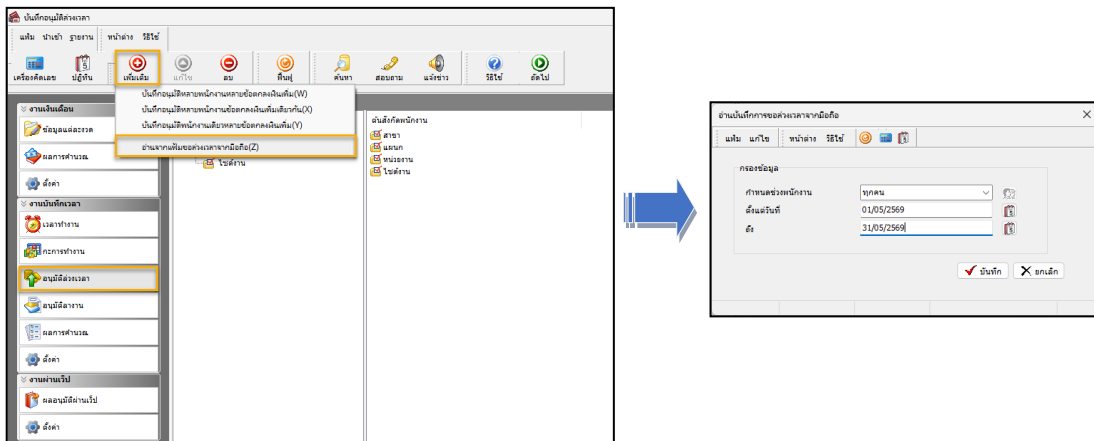 บันทึกอนุมัติล่วงเวลา
แฟ้ม นำเข้า รายงาน หน้าต่าง วิธีใช้
เครื่องคิดเลข ปฏิทิน เพิ่มเติม แก้ไข ลบ ฟื้นฟู ค้นหา สอบถาม แจ้งข่าว วิธีใช้ ถัดไป
บันทึกอนุมัติหลายพนักงานหลายข้อตกลงเงินเพิ่ม(W)
บันทึกอนุมัติหลายพนักงานข้อตกลงเงินเพิ่มเดียวกัน(X)
บันทึกอนุมัติพนักงานเดียวหลายข้อตกลงเงินเพิ่ม(Y)
อ่านจากแฟ้มขอล่วงเวลาจากมือถือ(Z)
ไซต์งาน
งานเงินเดือน
ข้อมูลแต่ละงวด
ผลการคำนวณ
ตั้งค่า
งานบันทึกเวลา
เวลาทำงาน
กะการทำงาน
อนุมัติล่วงเวลา
อนุมัติลางาน
ผลการคำนวณ
ตั้งค่า
งานผ่านเว็ป
ผลอนุมัติผ่านเว็ป
ตั้งค่า
ต้นสังกัดพนักงาน
สาขา
แผนก
หน่วยงาน
ไซต์งาน
อ่านบันทึกการขอล่วงเวลาจากมือถือ
แฟ้ม แก้ไข หน้าต่าง วิธีใช้
กรองข้อมูล
กำหนดช่วงพนักงาน ทุกคน
ตั้งแต่วันที่ 01/05/2569
ถึง 31/05/2569
บันทึก ยกเลิก